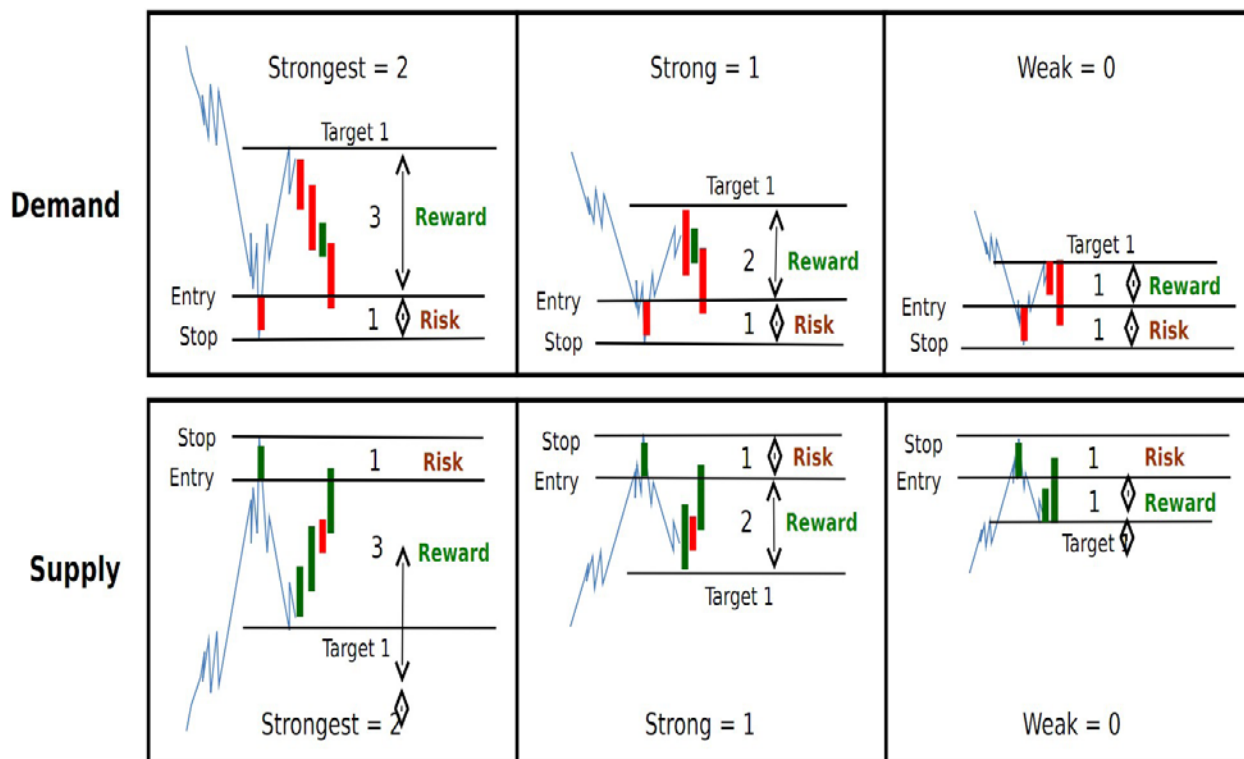 Strongest = 2
Strong = 1
Weak = 0
Demand
Target 1
3
Reward
Entry
1
Risk
Stop
Target 1
2
Reward
Entry
1
Risk
Stop
Target 1
1
Reward
Entry
1
Risk
Stop
Supply
Stop
1
Risk
Entry
3
Reward
Target 1
Strongest = 2
Stop
1
Risk
Entry
2
Reward
Target 1
Strong = 1
Stop
1
Risk
Entry
1
Reward
Target 1
Weak = 0